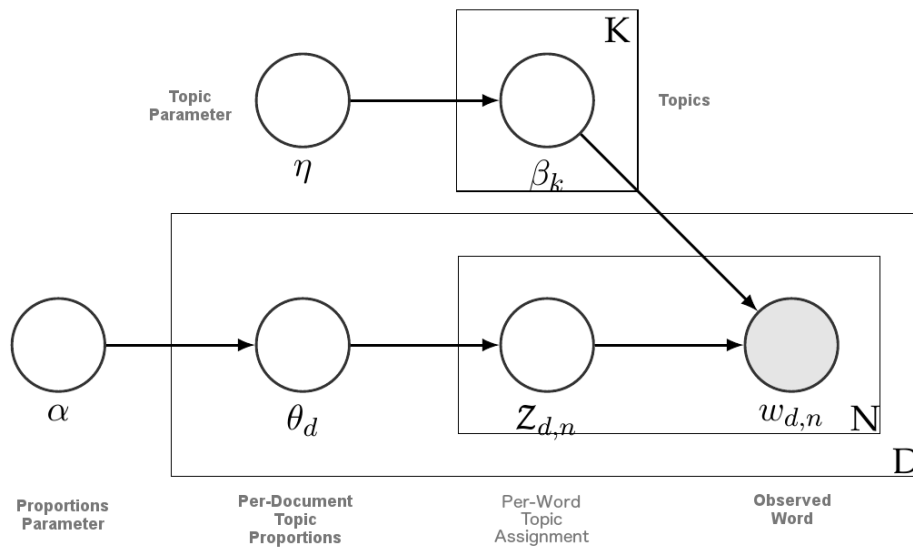 K
Topic
Parameter
Topics
η
β_k
α
θ_d
z_{d,n}
w_{d,n}
N
D
Proportions
Parameter
Per-Document
Topic
Proportions
Per-Word
Topic
Assignment
Observed
Word